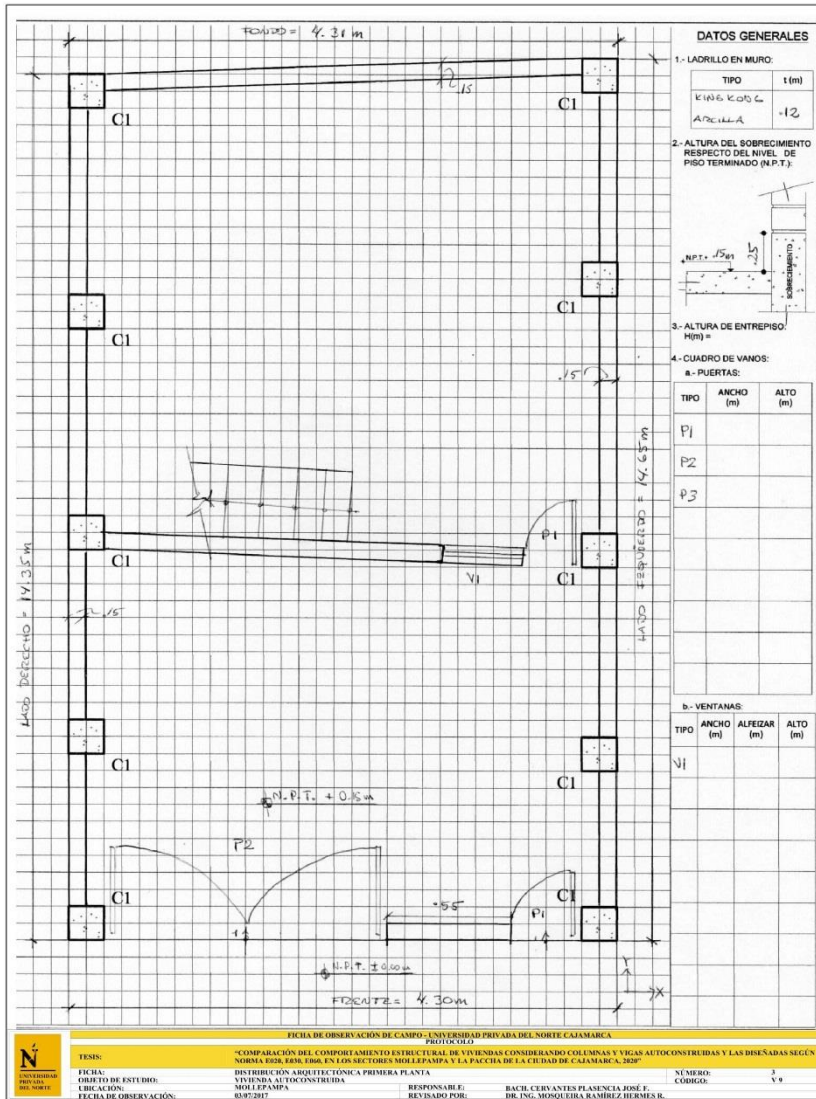 FONDO = 4.31 m
.15
C1
C1
C1
C1
.15
P1
V1
C1
C1
LADO DERECHO = 14.35 m
.15
LADO IZQUIERDO = 14.65 m
C1
C1
N.P.T. + 0.15 m
P2
C1
.55
P1
C1
N.P.T. ± 0.00 m
Y
X
FRENTE = 4.30 m
DATOS GENERALES
1.- LADRILLO EN MURO:
TIPO t (m)
KING KONG
ARCILLA .12
2.- ALTURA DEL SOBRECIMIENTO
RESPECTO DEL NIVEL DE
PISO TERMINADO (N.P.T.):
N.P.T.+ .15m
.25
SOBRECIMIENTO
3.- ALTURA DE ENTREPISO:
H(m) =
4.- CUADRO DE VANOS:
a.- PUERTAS:
TIPO ANCHO (m) ALTO (m)
P1
P2
P3
b.- VENTANAS:
TIPO ANCHO (m) ALFEIZAR (m) ALTO (m)
V1
N
UNIVERSIDAD
PRIVADA
DEL NORTE
FICHA DE OBSERVACIÓN DE CAMPO - UNIVERSIDAD PRIVADA DEL NORTE CAJAMARCA
PROTOCOLO
TESIS: "COMPARACIÓN DEL COMPORTAMIENTO ESTRUCTURAL DE VIVIENDAS CONSIDERANDO COLUMNAS Y VIGAS AUTOCONSTRUIDAS Y LAS DISEÑADAS SEGÚN
NORMA E020, E030, E060, EN LOS SECTORES MOLLEPAMPA Y LA PACCHA DE LA CIUDAD DE CAJAMARCA, 2020"
FICHA: DISTRIBUCIÓN ARQUITECTÓNICA PRIMERA PLANTA NÚMERO: 3
OBJETO DE ESTUDIO: VIVIENDA AUTOCONSTRUIDA CÓDIGO: V 9
UBICACIÓN: MOLLEPAMPA RESPONSABLE: BACH. CERVANTES PLASENCIA JOSÉ F.
FECHA DE OBSERVACIÓN: 03/07/2017 REVISADO POR: DR. ING. MOSQUEIRA RAMÍREZ HERMES R.